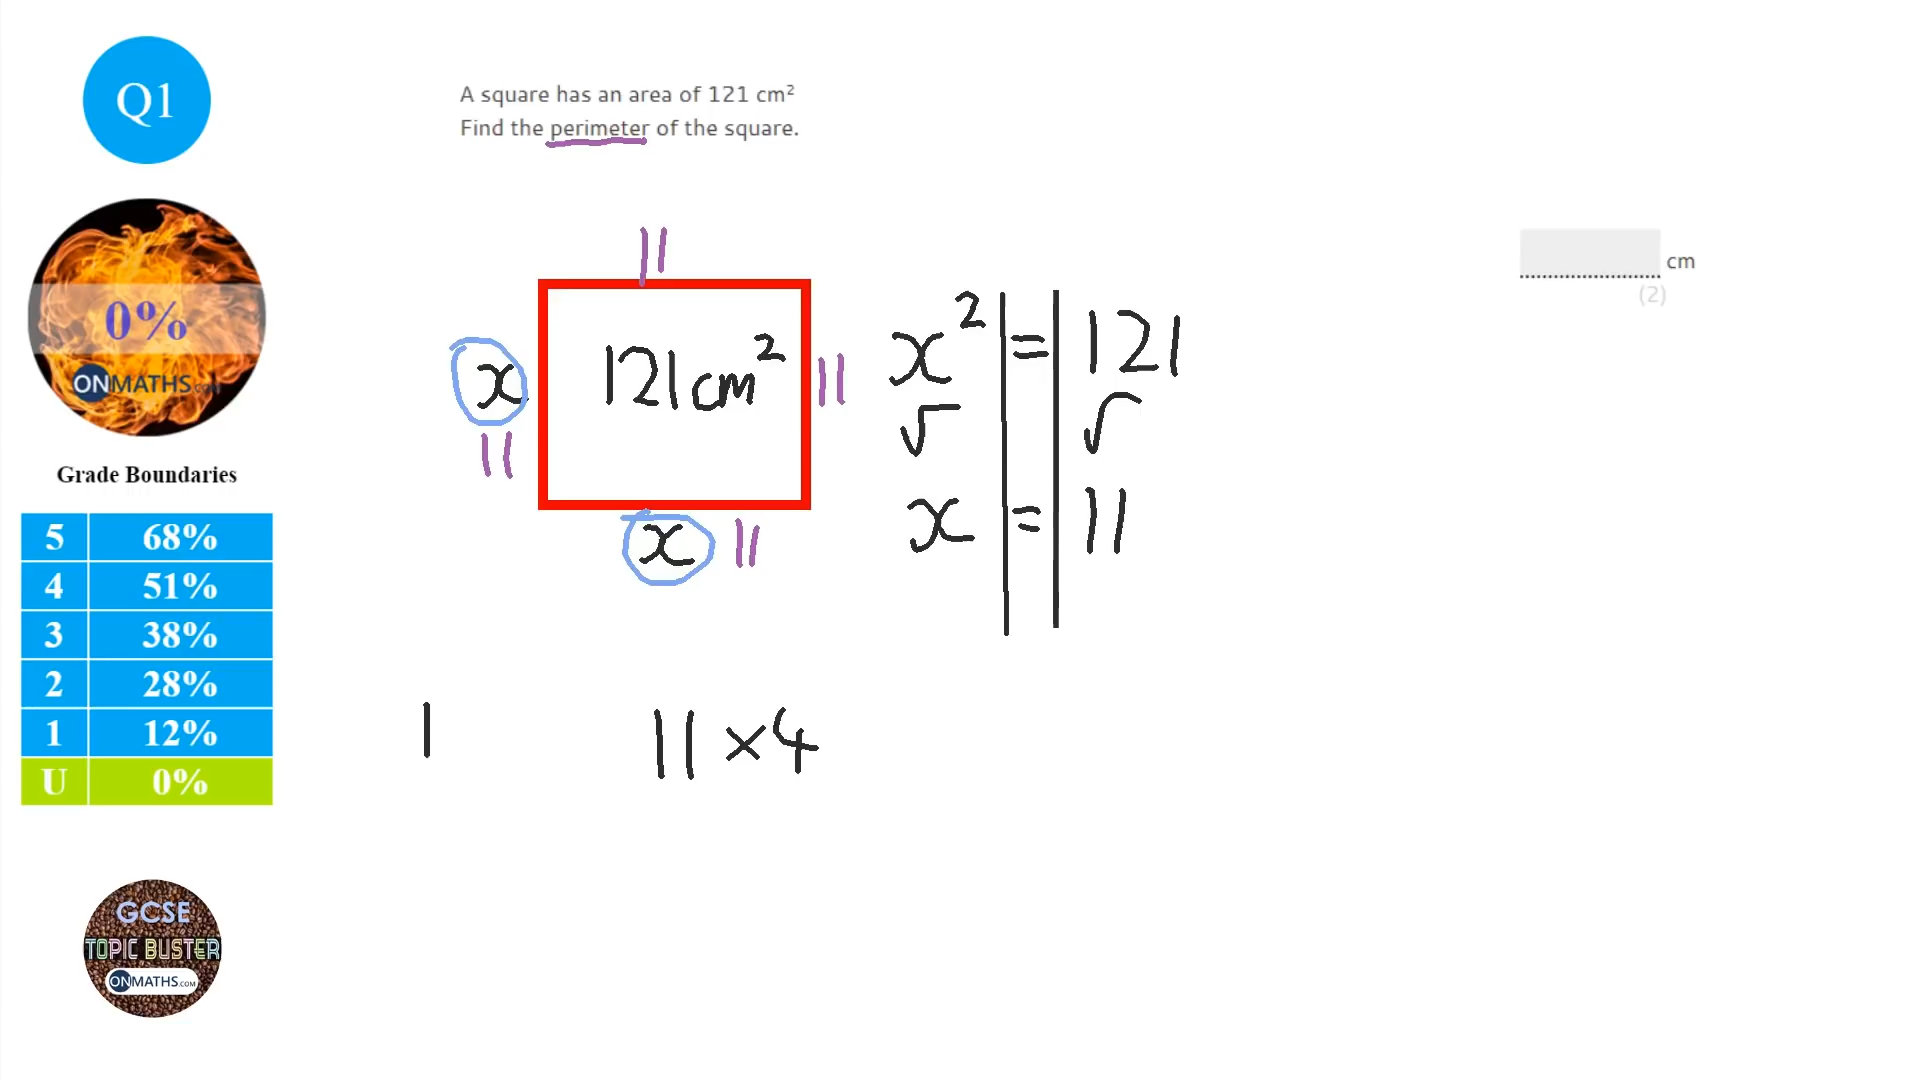 Q1
A square has an area of 121 cm²
Find the perimeter of the square.
11
cm
(2)
0%
ONMATHS.com
x
121cm²
11
11
x
11
x² = 121
√ √
x = 11
Grade Boundaries
5 68%
4 51%
3 38%
2 28%
1 12%
U 0%
1
11 × 4
GCSE
TOPIC BUSTER
ONMATHS.COM